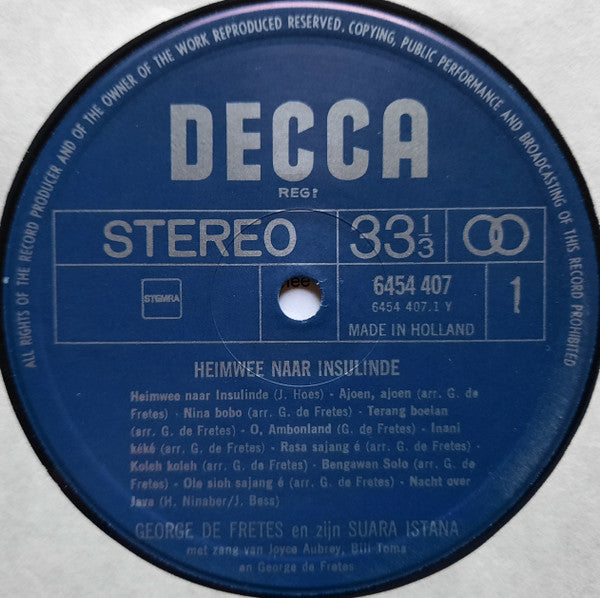 ALL RIGHTS OF THE RECORD PRODUCER AND OF THE OWNER OF THE WORK REPRODUCED RESERVED. COPYING, PUBLIC PERFORMANCE AND BROADCASTING OF THIS RECORD PROHIBITED
DECCA
REG:
STEREO
33 1/3
STEMRA
6454 407
6454 407.1 Y
MADE IN HOLLAND
1
HEIMWEE NAAR INSULINDE
Heimwee naar Insulinde (J. Hoes) - Ajoen, ajoen (arr. G. de
Fretes) - Nina bobo (arr. G. de Fretes) - Terang boelan
(arr. G. de Fretes) - O, Ambonland (G. de Fretes) - Inani
kéké (arr. G. de Fretes) - Rasa sajang é (arr. G. de Fretes) -
Koleh koleh (arr. G. de Fretes) - Bengawan Solo (arr. G. de
Fretes) - Ole sioh sajang é (arr. G. de Fretes) - Nacht over
Java (H. Ninaber/J. Bess)
GEORGE DE FRETES en zijn SUARA ISTANA
met zang van Joyce Aubrey, Bill Toma
en George de Fretes